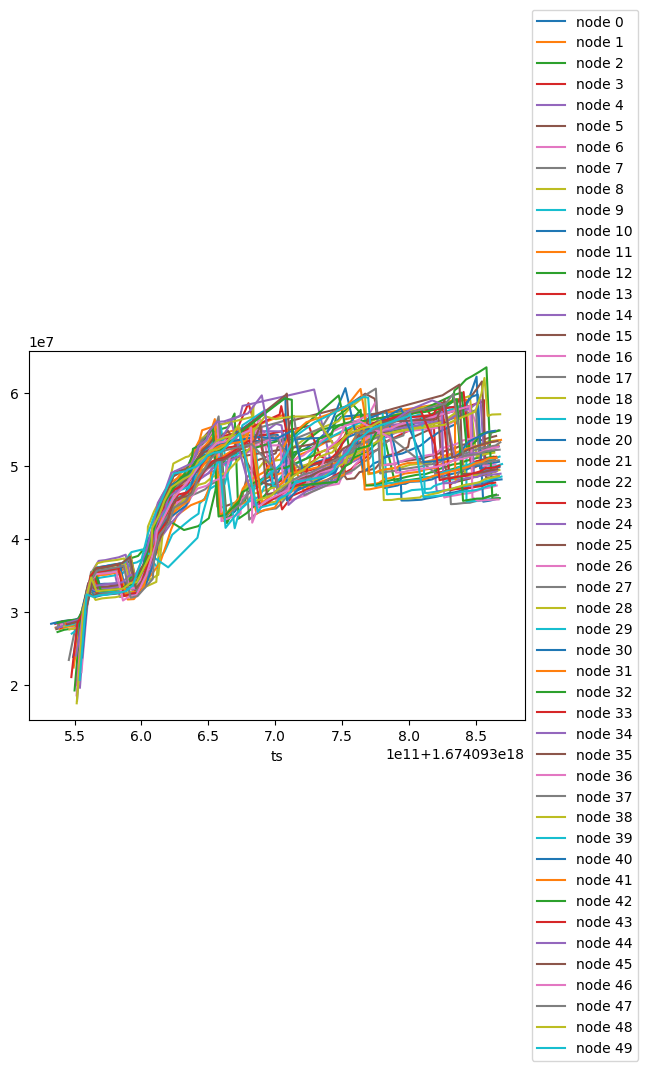 1e7
6
5
4
3
2
5.5 6.0 6.5 7.0 7.5 8.0 8.5
ts
1e11+1.674093e18
node 0
node 1
node 2
node 3
node 4
node 5
node 6
node 7
node 8
node 9
node 10
node 11
node 12
node 13
node 14
node 15
node 16
node 17
node 18
node 19
node 20
node 21
node 22
node 23
node 24
node 25
node 26
node 27
node 28
node 29
node 30
node 31
node 32
node 33
node 34
node 35
node 36
node 37
node 38
node 39
node 40
node 41
node 42
node 43
node 44
node 45
node 46
node 47
node 48
node 49